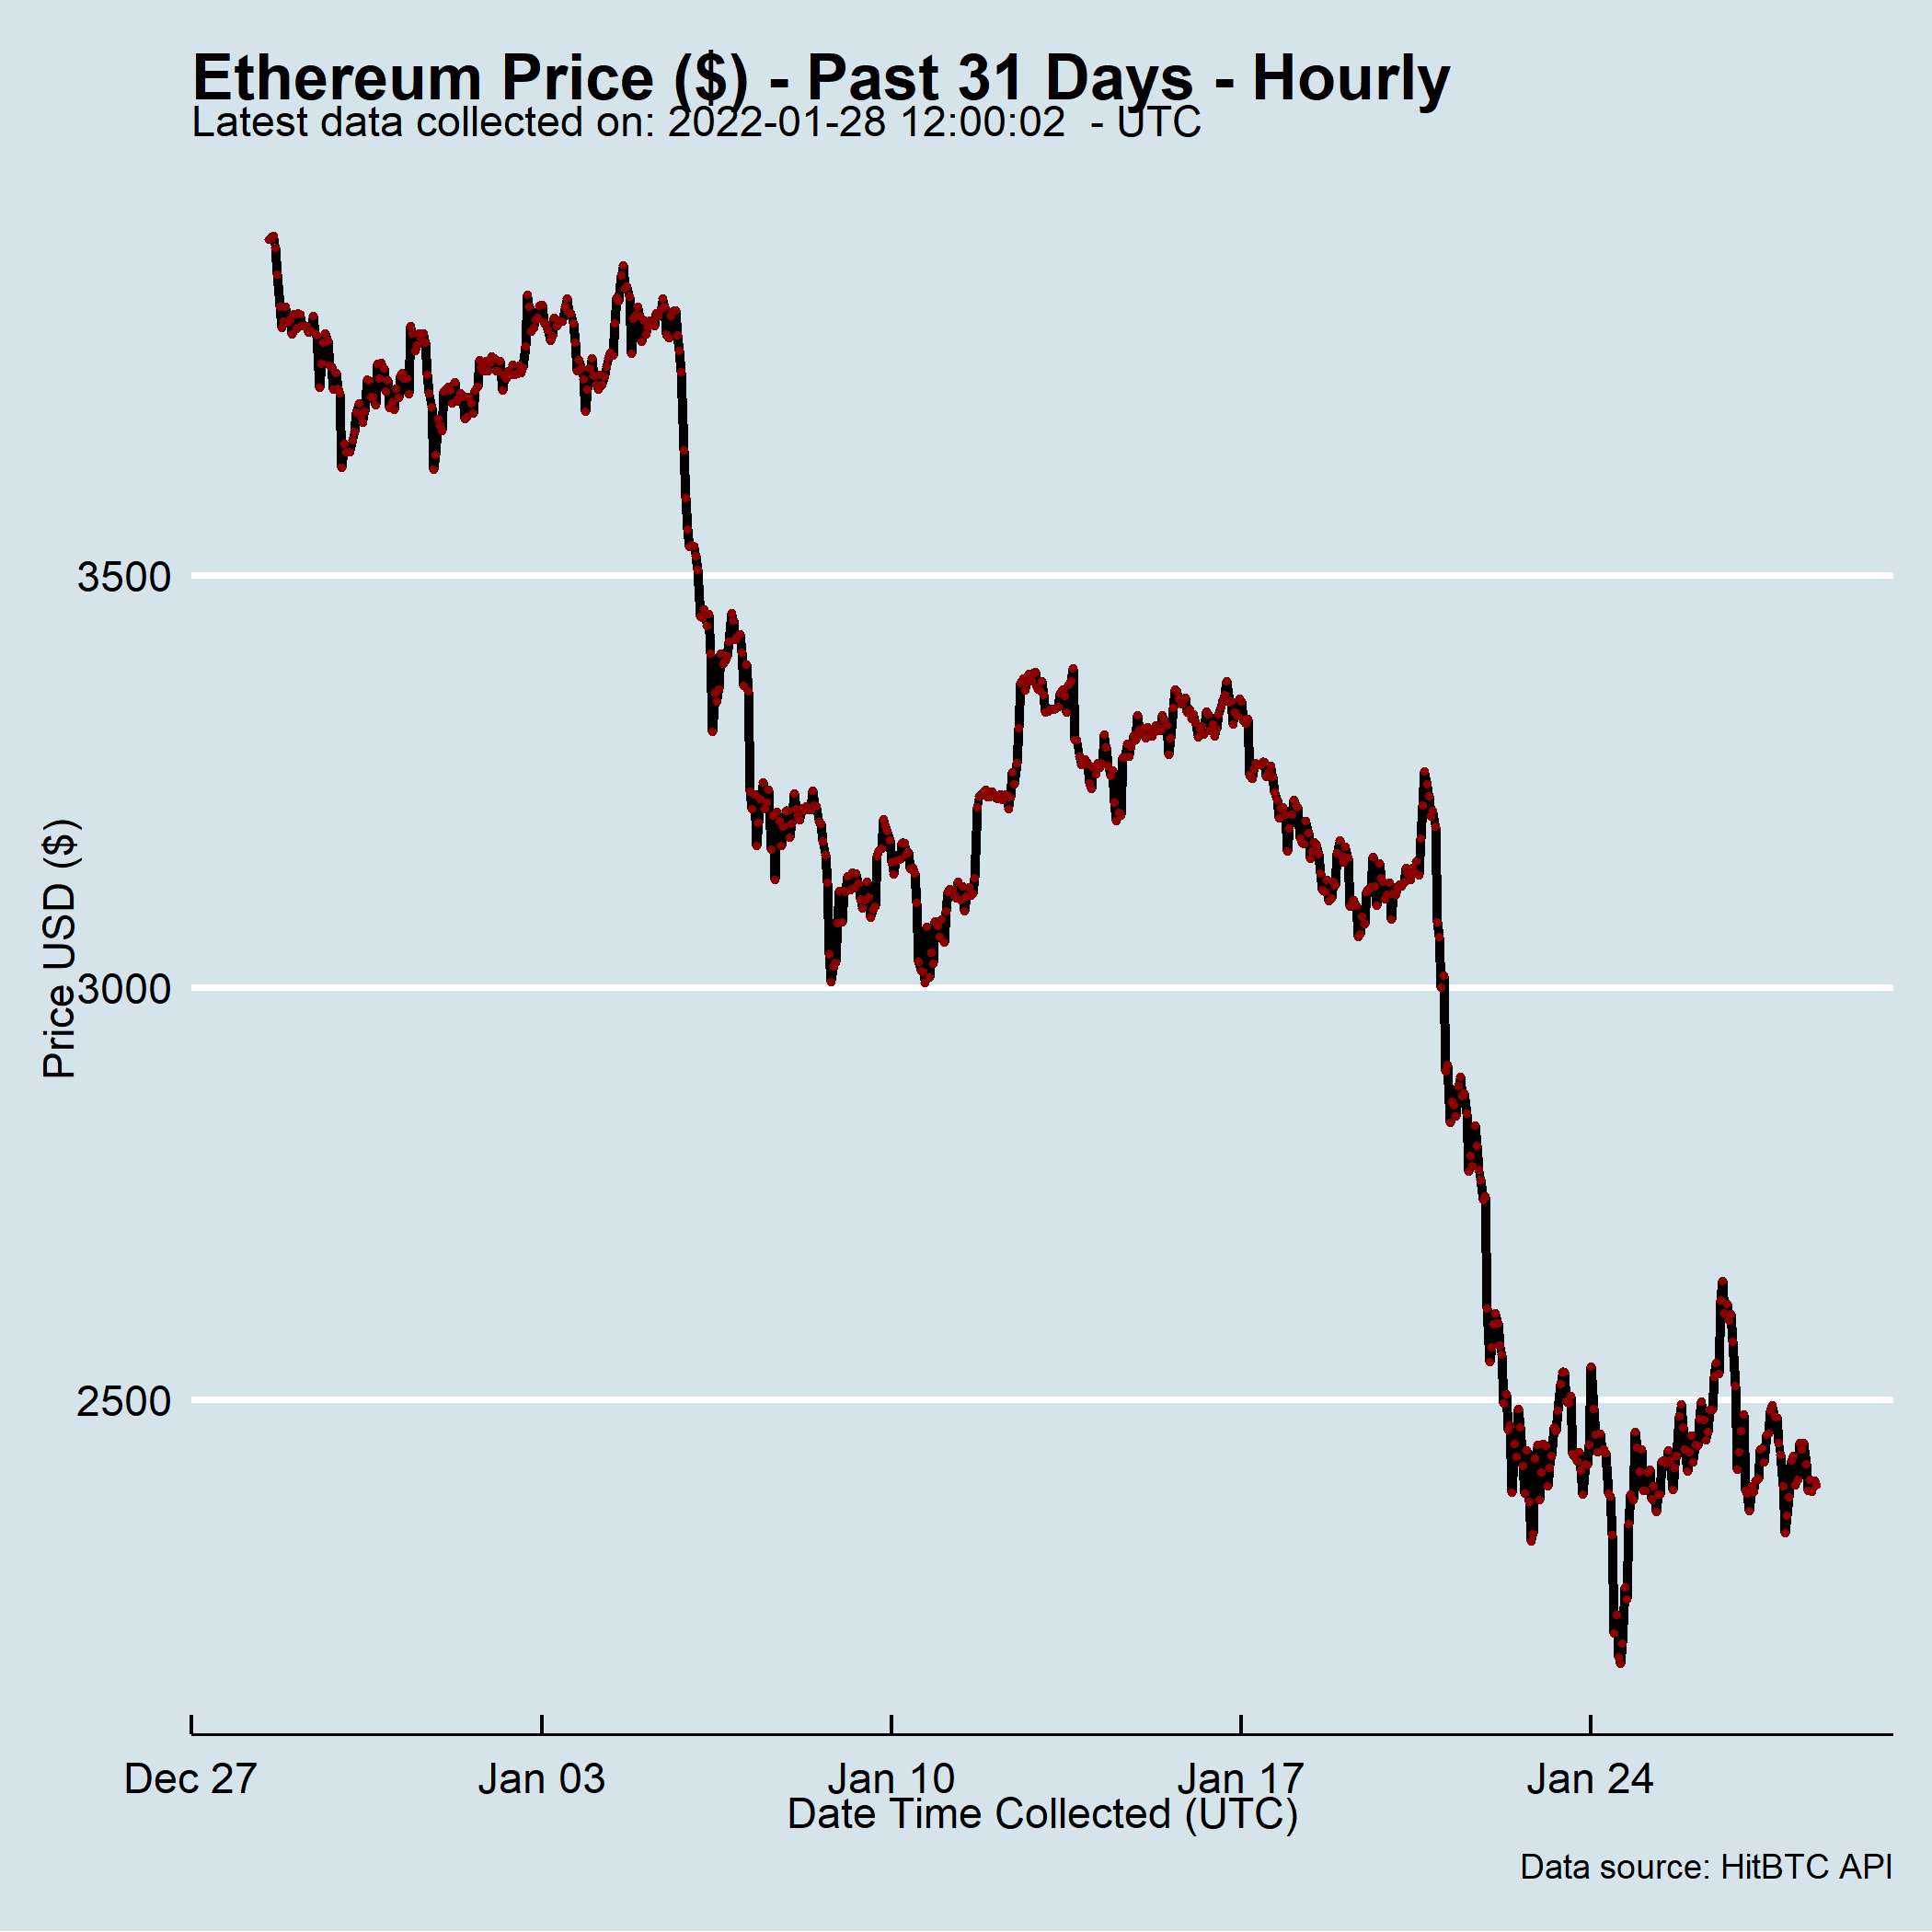 Ethereum Price ($) - Past 31 Days - Hourly
Latest data collected on: 2022-01-28 12:00:02  - UTC
3500
3000
2500
Price USD ($)
Dec 27
Jan 03
Jan 10
Jan 17
Jan 24
Date Time Collected (UTC)
Data source: HitBTC API